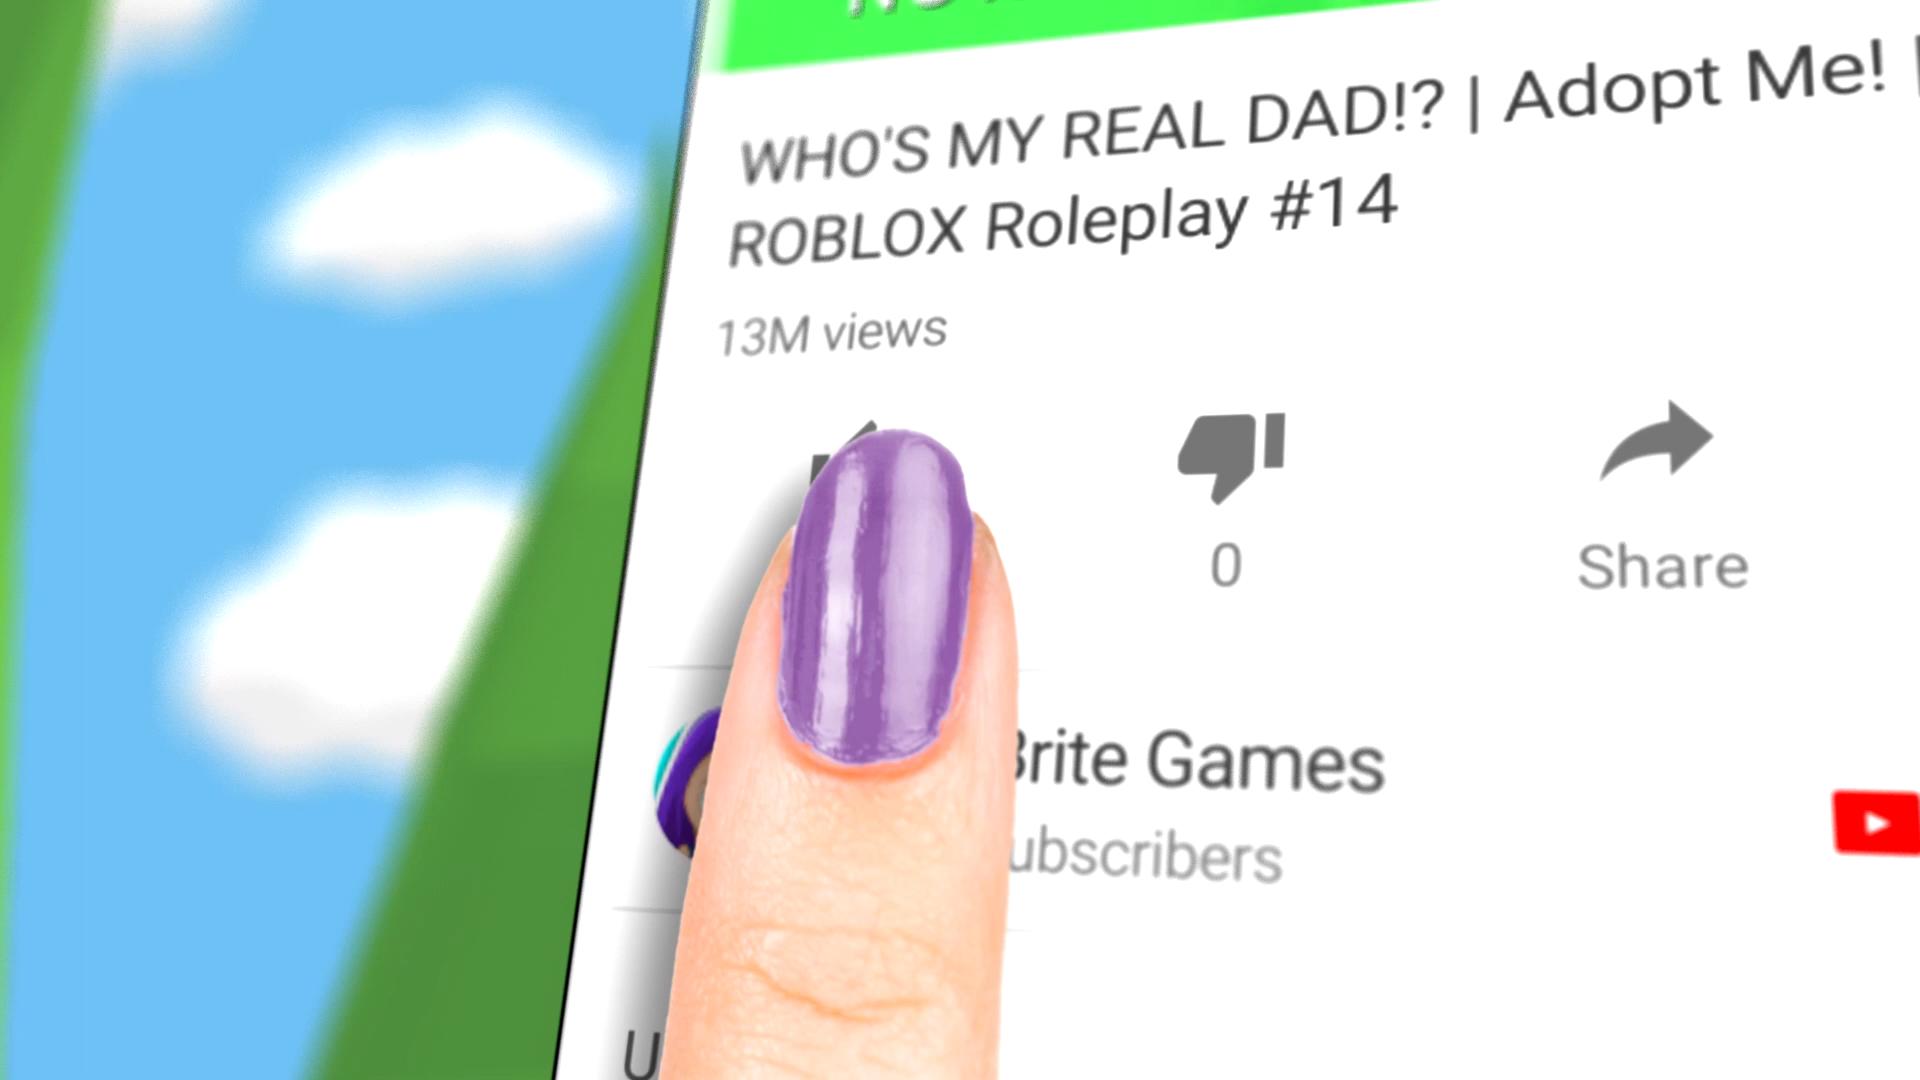 WHO'S MY REAL DAD!? | Adopt Me! |
ROBLOX Roleplay #14
13M views
0
Share
Brite Games
ubscribers
U